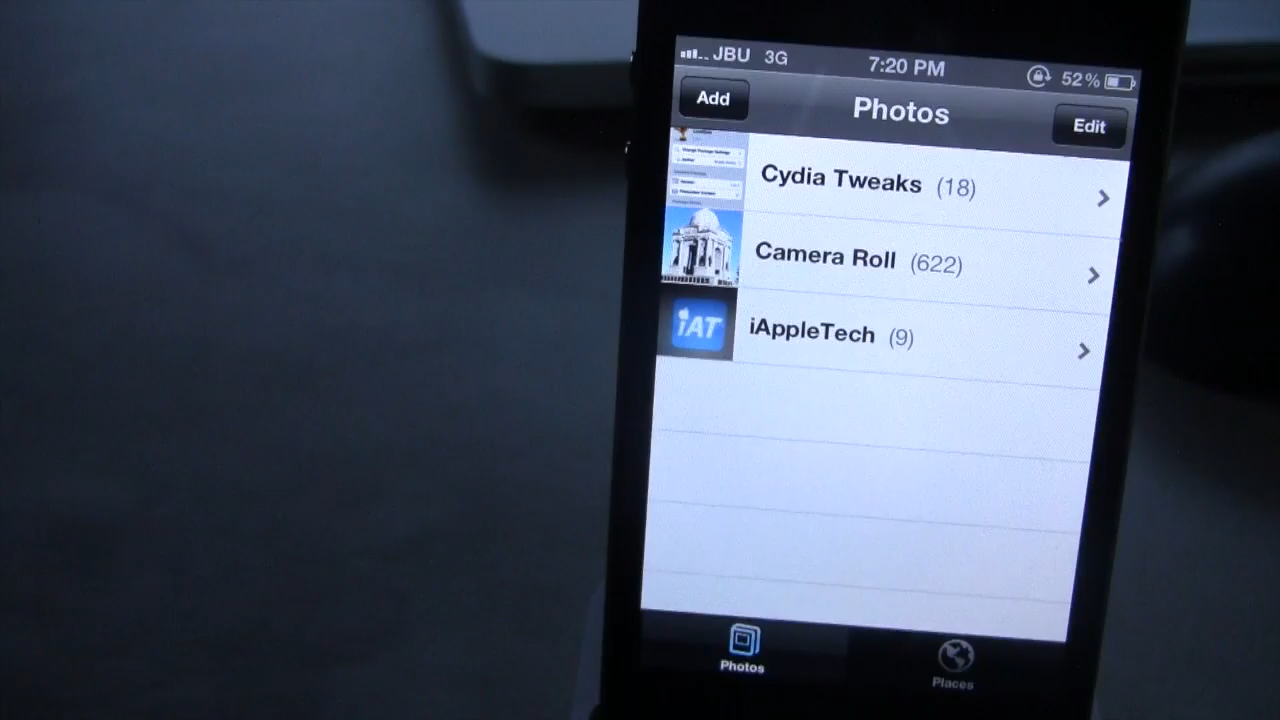 JBU 3G 7:20 PM 52%
Add Photos Edit
Cydia Tweaks (18)
Camera Roll (622)
iAT
iAppleTech (9)
Photos Places